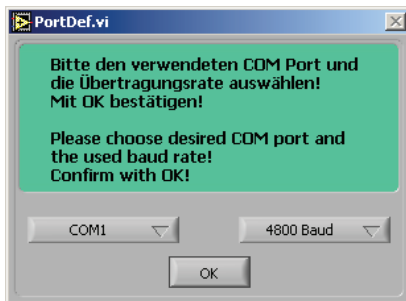 PortDef.vi
Bitte den verwendeten COM Port und
die Übertragungsrate auswählen!
Mit OK bestätigen!
Please choose desired COM port and
the used baud rate!
Confirm with OK!
COM1 4800 Baud
OK